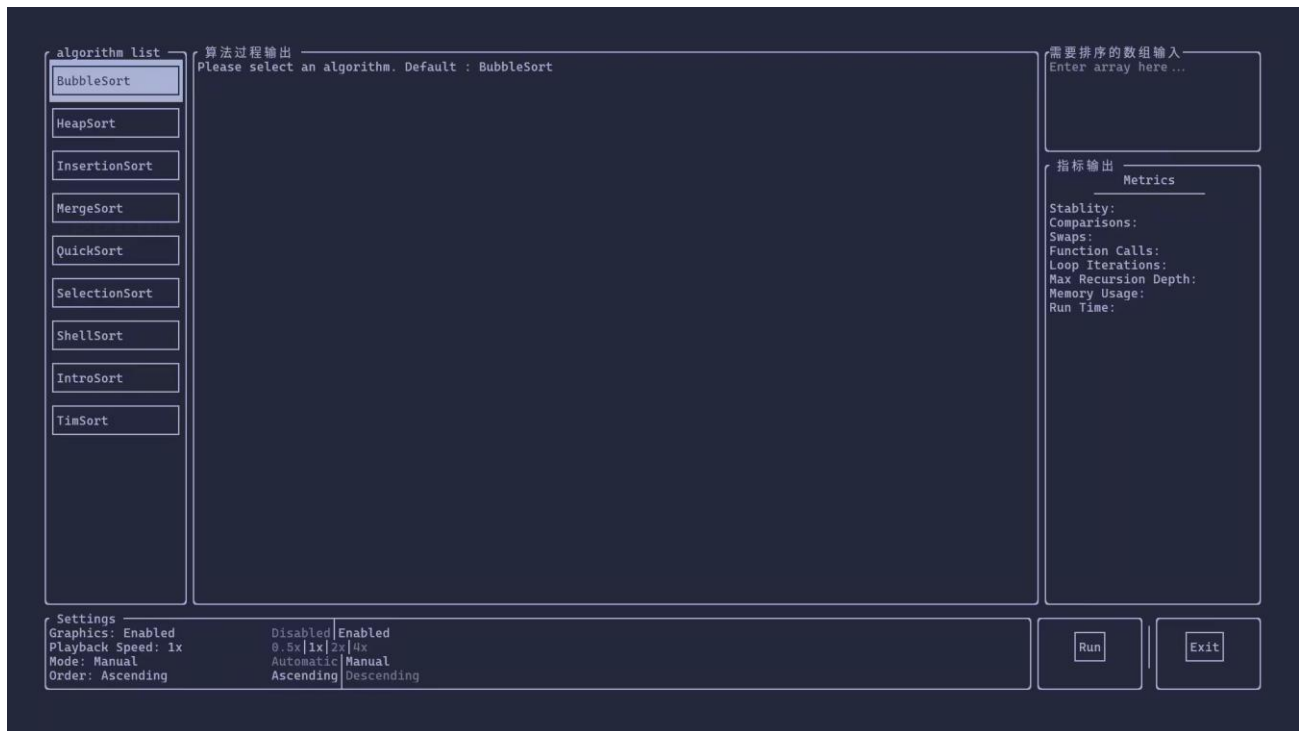 algorithm list
BubbleSort
HeapSort
InsertionSort
MergeSort
QuickSort
SelectionSort
ShellSort
IntroSort
TimSort
算法过程输出
Please select an algorithm. Default : BubbleSort
需要排序的数组输入
Enter array here...
指标输出
Metrics
Stablity:
Comparisons:
Swaps:
Function Calls:
Loop Iterations:
Max Recursion Depth:
Memory Usage:
Run Time:
Settings
Graphics: Enabled Disabled|Enabled
Playback Speed: 1x 0.5x|1x|2x|4x
Mode: Manual Automatic|Manual
Order: Ascending Ascending|Descending
Run
Exit